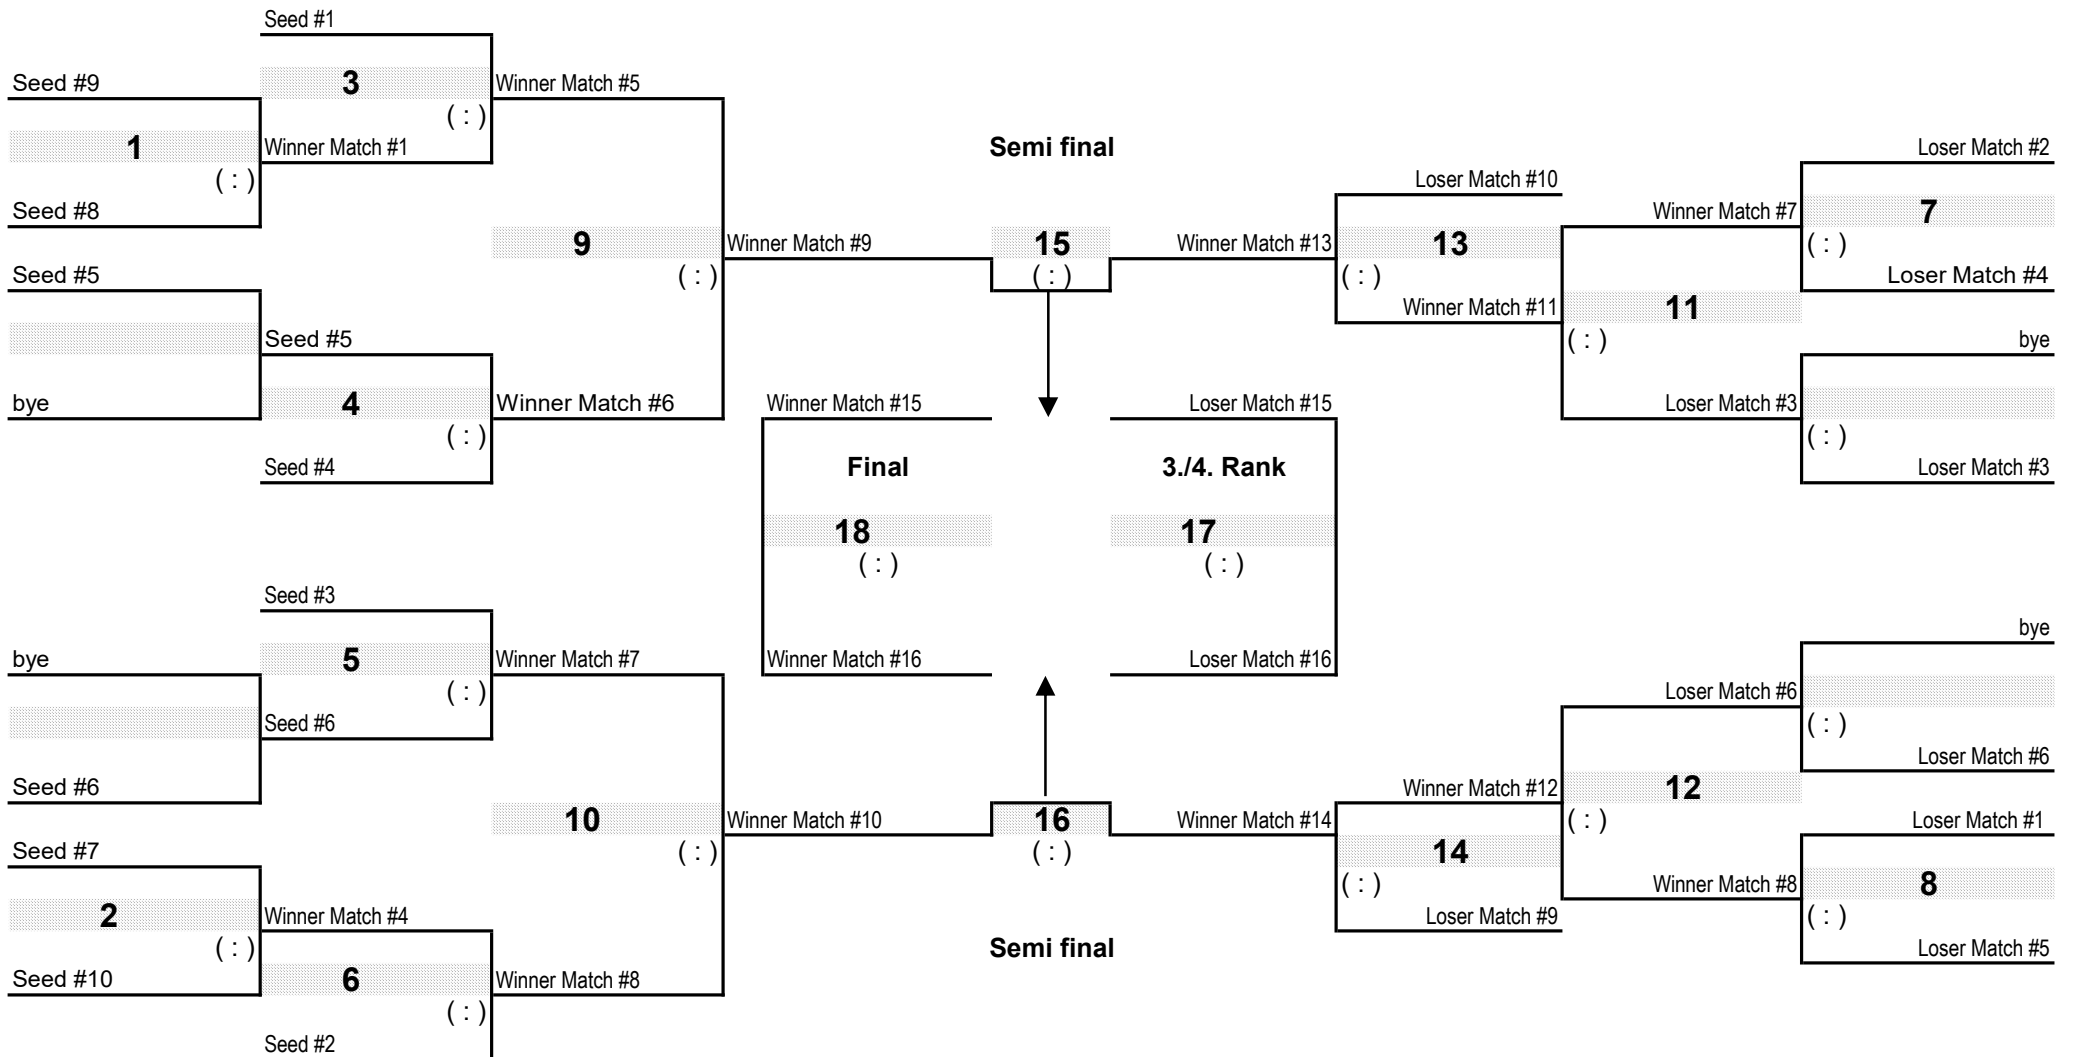 Seed #1
Seed #9
3
Winner Match #5
( : )
1
Winner Match #1
Semi final
Loser Match #2
( : )
Loser Match #10
Seed #8
Winner Match #7
7
9
Winner Match #9
15
Winner Match #13
13
( : )
Seed #5
( : )
( : )
( : )
Loser Match #4
Winner Match #11
11
Seed #5
( : )
bye
bye
4
Winner Match #6
Winner Match #15
Loser Match #15
Loser Match #3
( : )
( : )
Seed #4
Final
3./4. Rank
Loser Match #3
18
17
( : )
( : )
Seed #3
bye
bye
5
Winner Match #7
Winner Match #16
Loser Match #16
( : )
Loser Match #6
Seed #6
( : )
Loser Match #6
Seed #6
Winner Match #12
12
10
Winner Match #10
16
Winner Match #14
( : )
Loser Match #1
Seed #7
( : )
( : )
14
( : )
Winner Match #8
8
2
Winner Match #4
Loser Match #9
( : )
( : )
Semi final
Loser Match #5
Seed #10
6
Winner Match #8
( : )
Seed #2